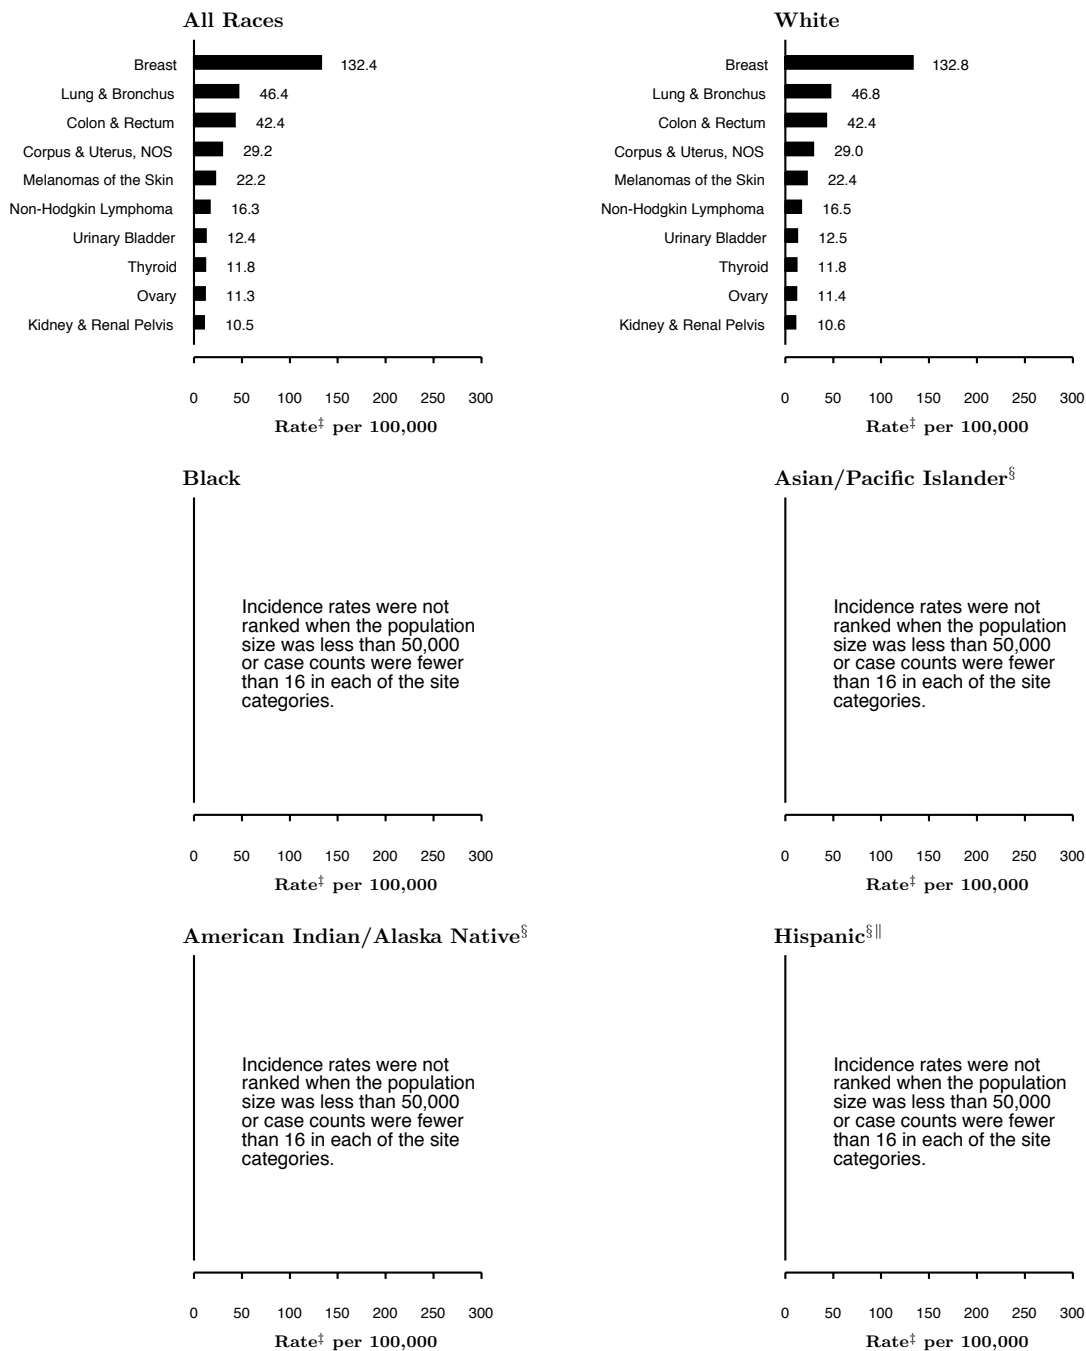 All Races
Breast 132.4
Lung & Bronchus 46.4
Colon & Rectum 42.4
Corpus & Uterus, NOS 29.2
Melanomas of the Skin 22.2
Non-Hodgkin Lymphoma 16.3
Urinary Bladder 12.4
Thyroid 11.8
Ovary 11.3
Kidney & Renal Pelvis 10.5
0 50 100 150 200 250 300
Rate‡ per 100,000
White
Breast 132.8
Lung & Bronchus 46.8
Colon & Rectum 42.4
Corpus & Uterus, NOS 29.0
Melanomas of the Skin 22.4
Non-Hodgkin Lymphoma 16.5
Urinary Bladder 12.5
Thyroid 11.8
Ovary 11.4
Kidney & Renal Pelvis 10.6
0 50 100 150 200 250 300
Rate‡ per 100,000
Black
Incidence rates were not
ranked when the population
size was less than 50,000
or case counts were fewer
than 16 in each of the site
categories.
0 50 100 150 200 250 300
Rate‡ per 100,000
Asian/Pacific Islander§
Incidence rates were not
ranked when the population
size was less than 50,000
or case counts were fewer
than 16 in each of the site
categories.
0 50 100 150 200 250 300
Rate‡ per 100,000
American Indian/Alaska Native§
Incidence rates were not
ranked when the population
size was less than 50,000
or case counts were fewer
than 16 in each of the site
categories.
0 50 100 150 200 250 300
Rate‡ per 100,000
Hispanic§‖
Incidence rates were not
ranked when the population
size was less than 50,000
or case counts were fewer
than 16 in each of the site
categories.
0 50 100 150 200 250 300
Rate‡ per 100,000